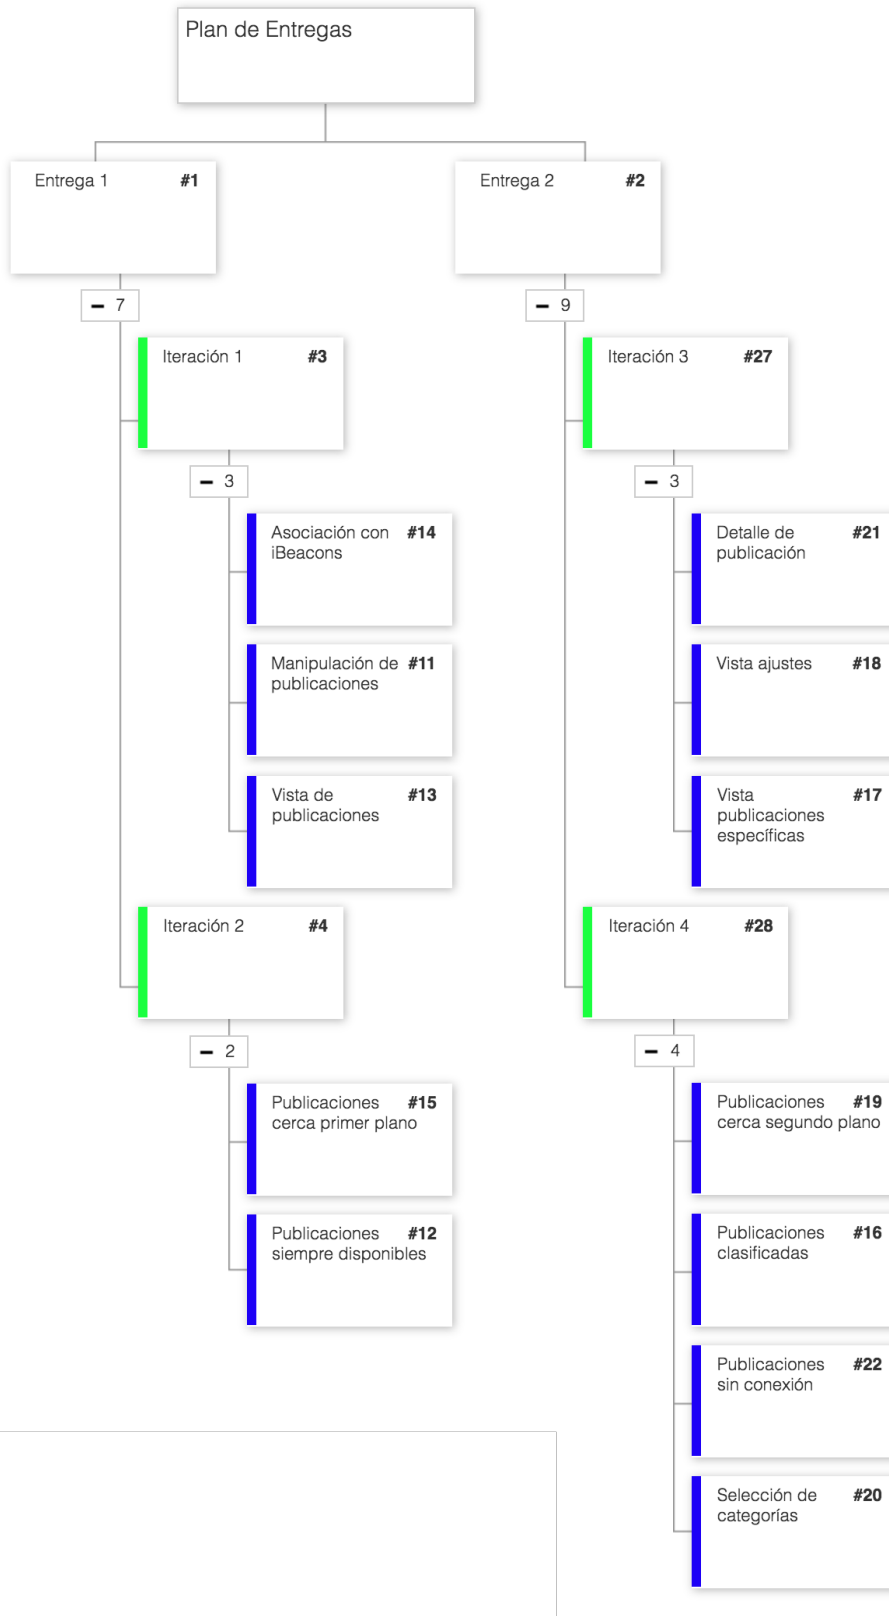 Plan de Entregas
Entrega 1 #1
− 7
Iteración 1 #3
− 3
Asociación con #14
iBeacons
Manipulación de #11
publicaciones
Vista de #13
publicaciones
Iteración 2 #4
− 2
Publicaciones #15
cerca primer plano
Publicaciones #12
siempre disponibles
Entrega 2 #2
− 9
Iteración 3 #27
− 3
Detalle de #21
publicación
Vista ajustes #18
Vista #17
publicaciones
específicas
Iteración 4 #28
− 4
Publicaciones #19
cerca segundo plano
Publicaciones #16
clasificadas
Publicaciones #22
sin conexión
Selección de #20
categorías